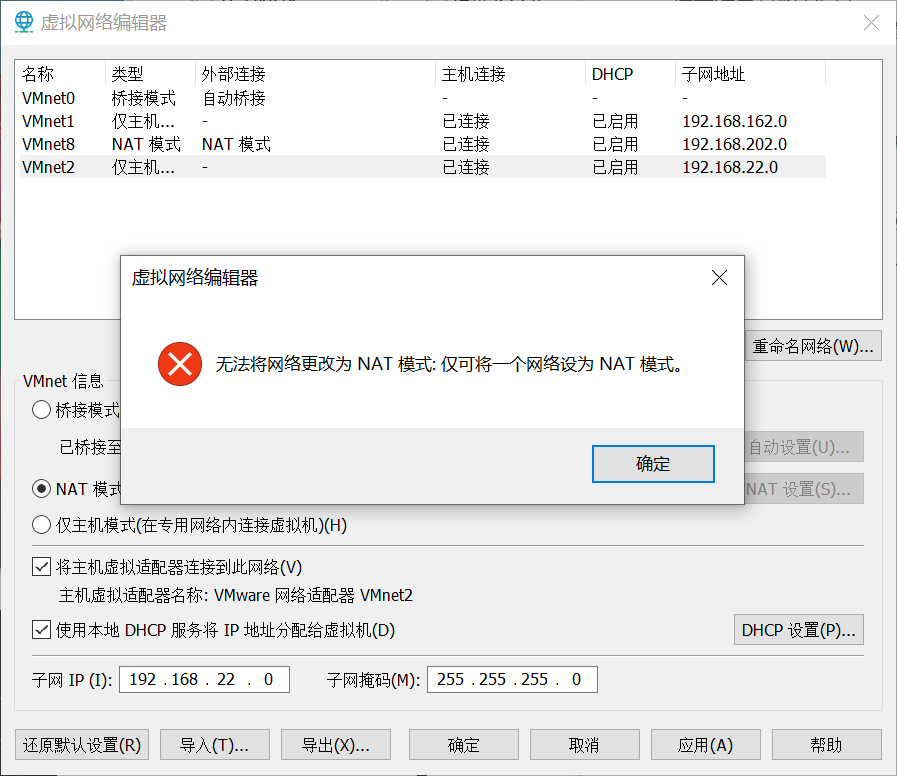 虚拟网络编辑器
名称 类型 外部连接 主机连接 DHCP 子网地址
VMnet0 桥接模式 自动桥接 - - -
VMnet1 仅主机... - 已连接 已启用 192.168.162.0
VMnet8 NAT 模式 NAT 模式 已连接 已启用 192.168.202.0
VMnet2 仅主机... - 已连接 已启用 192.168.22.0
虚拟网络编辑器
无法将网络更改为 NAT 模式: 仅可将一个网络设为 NAT 模式。
确定
重命名网络(W)...
VMnet 信息
桥接模式
已桥接至 自动设置(U)...
NAT 模式 NAT 设置(S)...
仅主机模式(在专用网络内连接虚拟机)(H)
将主机虚拟适配器连接到此网络(V)
主机虚拟适配器名称: VMware 网络适配器 VMnet2
使用本地 DHCP 服务将 IP 地址分配给虚拟机(D) DHCP 设置(P)...
子网 IP (I): 192 . 168 . 22 . 0 子网掩码(M): 255 . 255 . 255 . 0
还原默认设置(R) 导入(T)... 导出(X)... 确定 取消 应用(A) 帮助